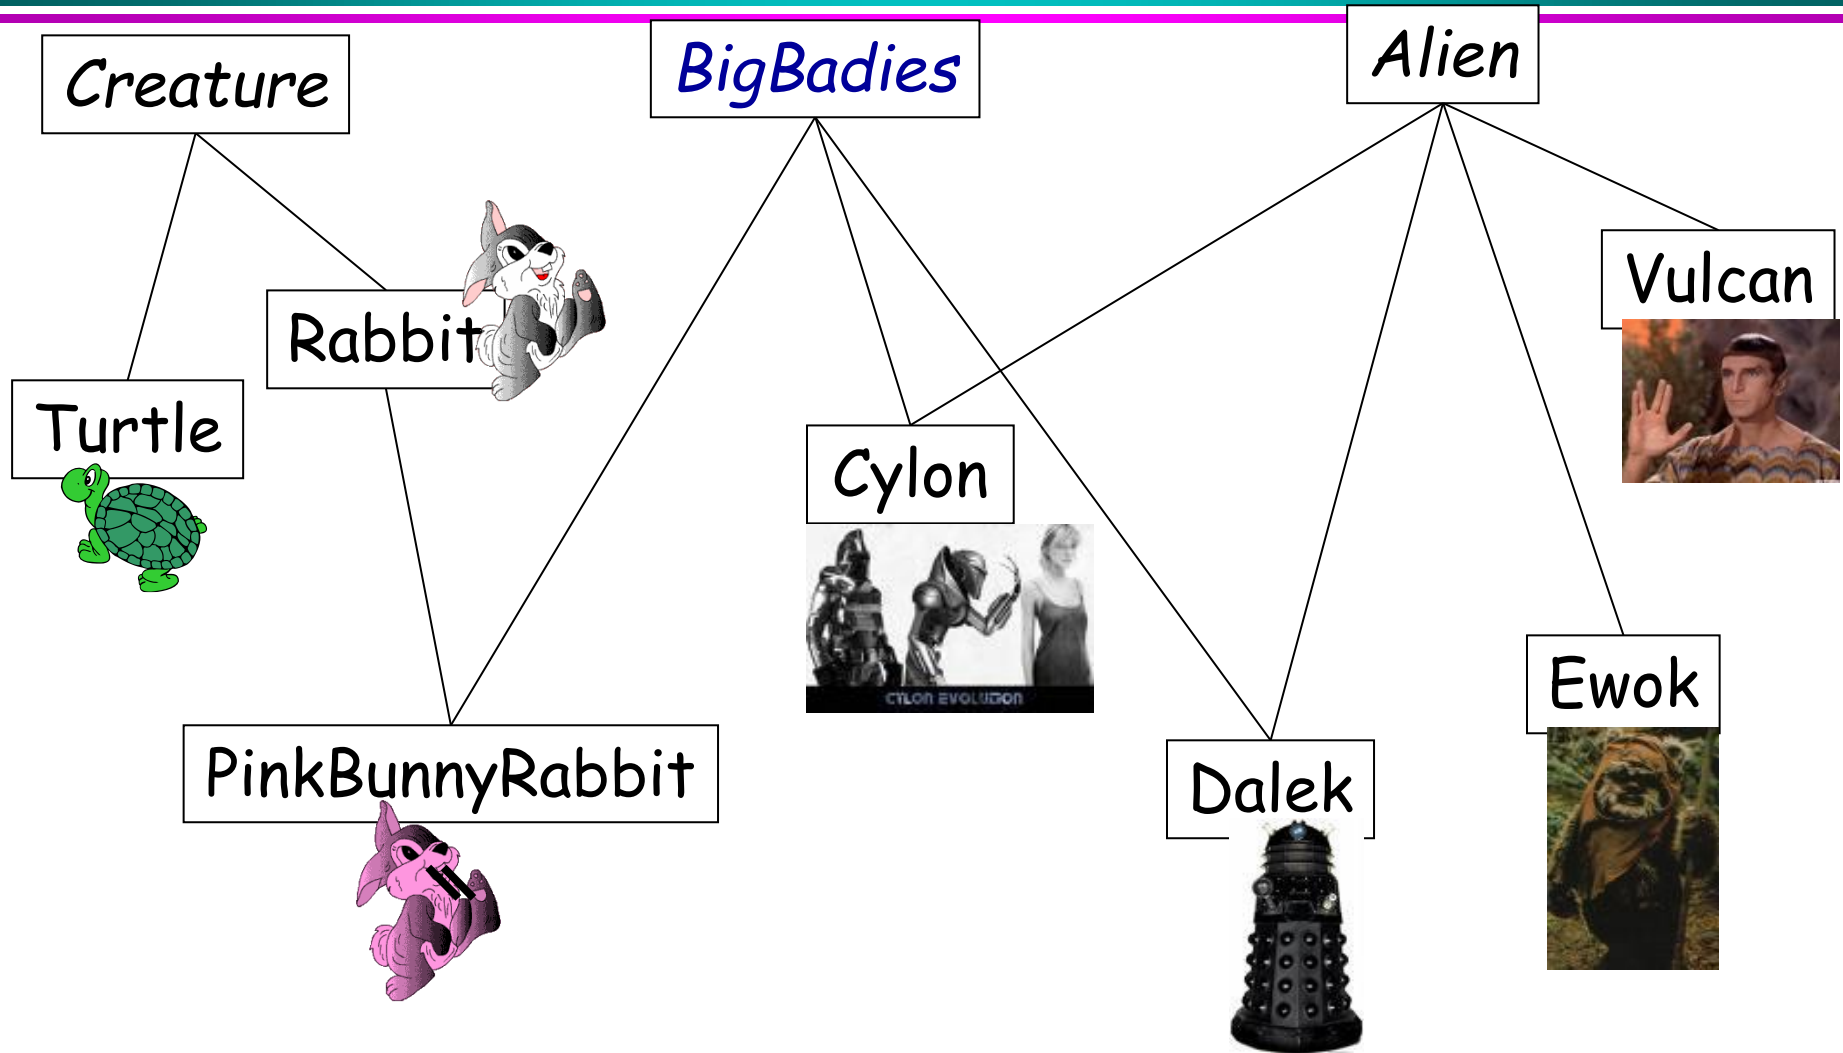 Creature
BigBadies
Alien
Vulcan
Rabbit
Turtle
Cylon
CYLON EVOLUTION
Ewok
PinkBunnyRabbit
Dalek